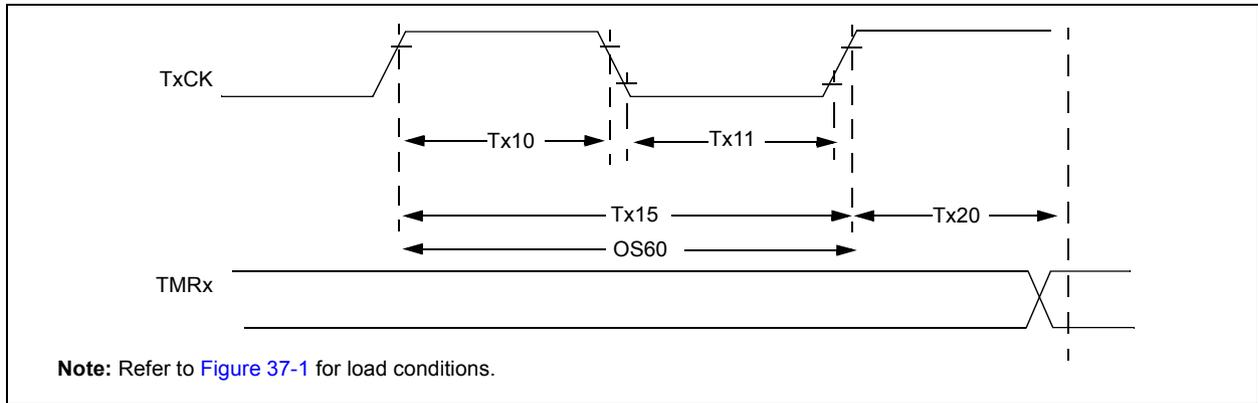 TxCK
Tx10
Tx11
Tx15
Tx20
OS60
TMRx
Note: Refer to Figure 37-1 for load conditions.